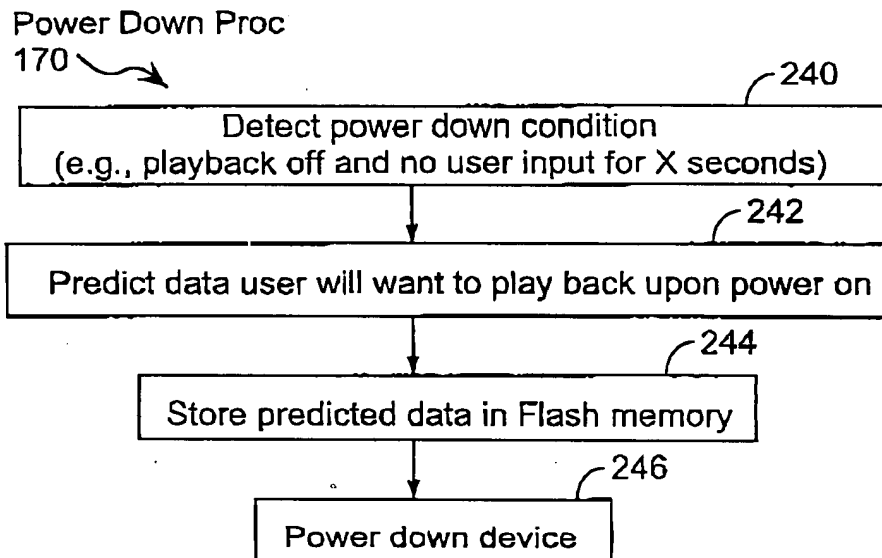 Power Down Proc
170
240
Detect power down condition
(e.g., playback off and no user input for X seconds)
242
Predict data user will want to play back upon power on
244
Store predicted data in Flash memory
246
Power down device